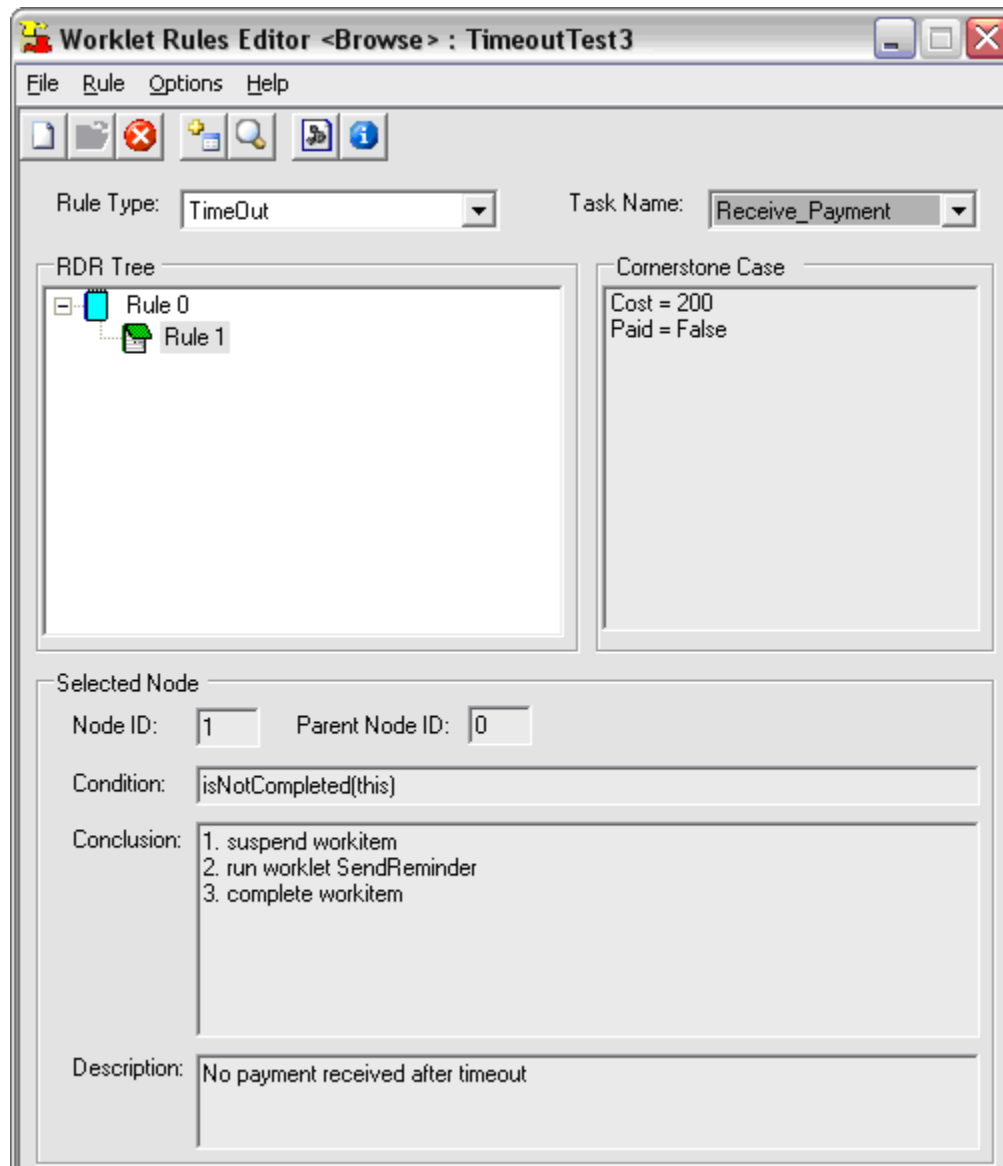 Worklet Rules Editor <Browse> : TimeoutTest3
File Rule Options Help
Rule Type: TimeOut Task Name: Receive_Payment
RDR Tree
Rule 0
Rule 1
Cornerstone Case
Cost = 200
Paid = False
Selected Node
Node ID: 1 Parent Node ID: 0
Condition: isNotCompleted(this)
Conclusion: 1. suspend workitem
2. run worklet SendReminder
3. complete workitem
Description: No payment received after timeout